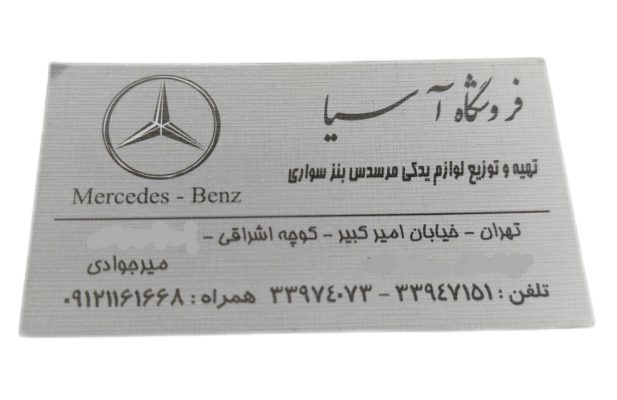 فروشگاه آسیا
تهیه و توزیع لوازم یدکی مرسدس بنز سواری
Mercedes - Benz
تهران - خیابان امیر کبیر - کوچه اشراقی -
میرجوادی
تلفن : ۳۳۹۴۷۱۵۱ - ۳۳۹۷۴۰۷۳ همراه : ۰۹۱۲۱۱۶۱۶۶۸